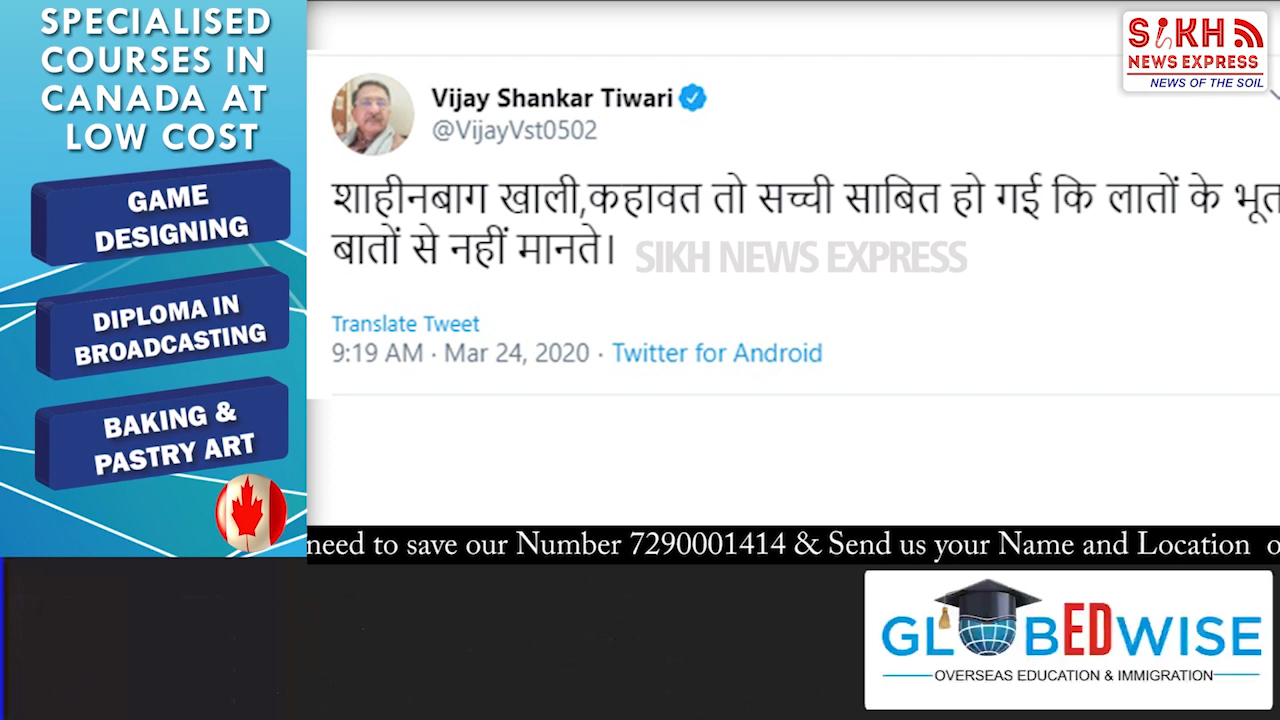 SPECIALISED
COURSES IN
CANADA AT
LOW COST
GAME
DESIGNING
DIPLOMA IN
BROADCASTING
BAKING &
PASTRY ART
SIKH
NEWS EXPRESS
NEWS OF THE SOIL
Vijay Shankar Tiwari
@VijayVst0502
शाहीनबाग खाली,कहावत तो सच्ची साबित हो गई कि लातों के भूत
बातों से नहीं मानते।
SIKH NEWS EXPRESS
Translate Tweet
9:19 AM · Mar 24, 2020 · Twitter for Android
need to save our Number 7290001414 & Send us your Name and Location
GLOBEDWISE
OVERSEAS EDUCATION & IMMIGRATION